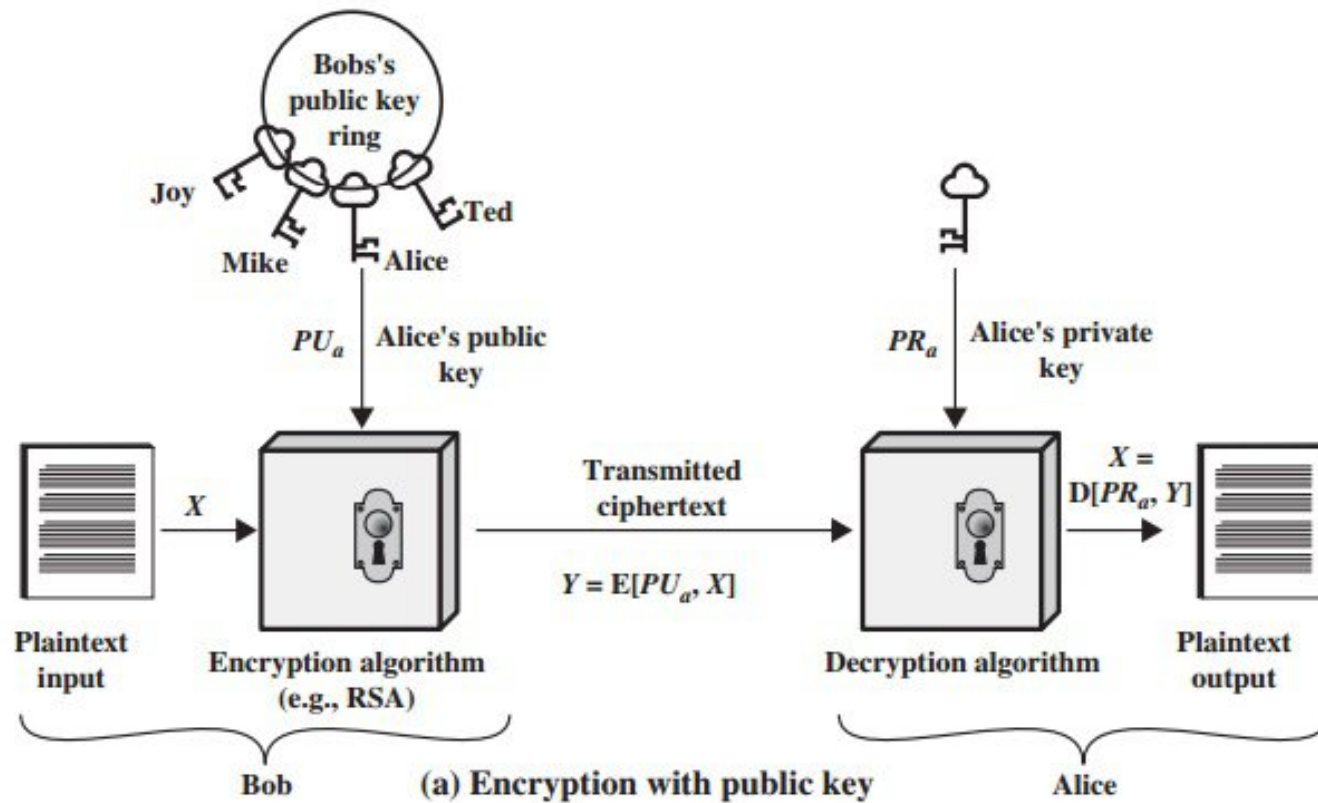 Bobs's
public key
ring
Joy
Ted
Mike
Alice
PUₐ
Alice's public
key
PRₐ
Alice's private
key
X
Transmitted
ciphertext
X =
D[PRₐ, Y]
Y = E[PUₐ, X]
Plaintext
input
Encryption algorithm
(e.g., RSA)
Decryption algorithm
Plaintext
output
Bob
(a) Encryption with public key
Alice